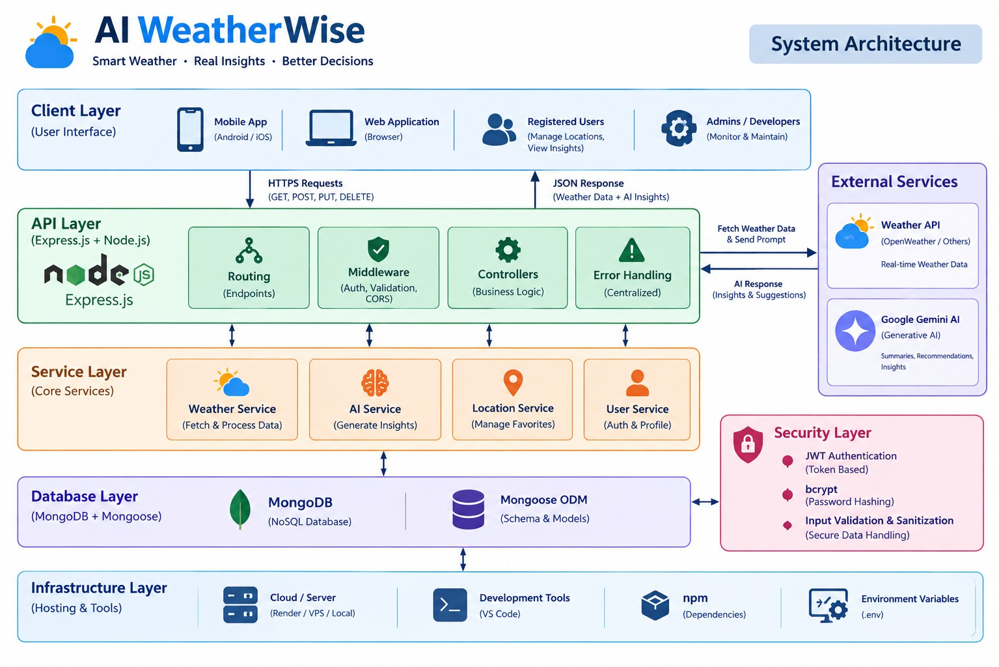 AI WeatherWise
Smart Weather • Real Insights • Better Decisions
System Architecture
Client Layer
(User Interface)
Mobile App
(Android / iOS)
Web Application
(Browser)
Registered Users
(Manage Locations,
View Insights)
Admins / Developers
(Monitor & Maintain)
HTTPS Requests
(GET, POST, PUT, DELETE)
JSON Response
(Weather Data + AI Insights)
API Layer
(Express.js + Node.js)
node JS
Express.js
Routing
(Endpoints)
Middleware
(Auth, Validation,
CORS)
Controllers
(Business Logic)
Error Handling
(Centralized)
Fetch Weather Data
& Send Prompt
AI Response
(Insights & Suggestions)
External Services
Weather API
(OpenWeather / Others)
Real-time Weather Data
Google Gemini AI
(Generative AI)
Summaries, Recommendations,
Insights
Service Layer
(Core Services)
Weather Service
(Fetch & Process Data)
AI Service
(Generate Insights)
Location Service
(Manage Favorites)
User Service
(Auth & Profile)
Security Layer
JWT Authentication
(Token Based)
bcrypt
(Password Hashing)
Input Validation & Sanitization
(Secure Data Handling)
Database Layer
(MongoDB + Mongoose)
MongoDB
(NoSQL Database)
Mongoose ODM
(Schema & Models)
Infrastructure Layer
(Hosting & Tools)
Cloud / Server
(Render / VPS / Local)
Development Tools
(VS Code)
npm
(Dependencies)
Environment Variables
(.env)